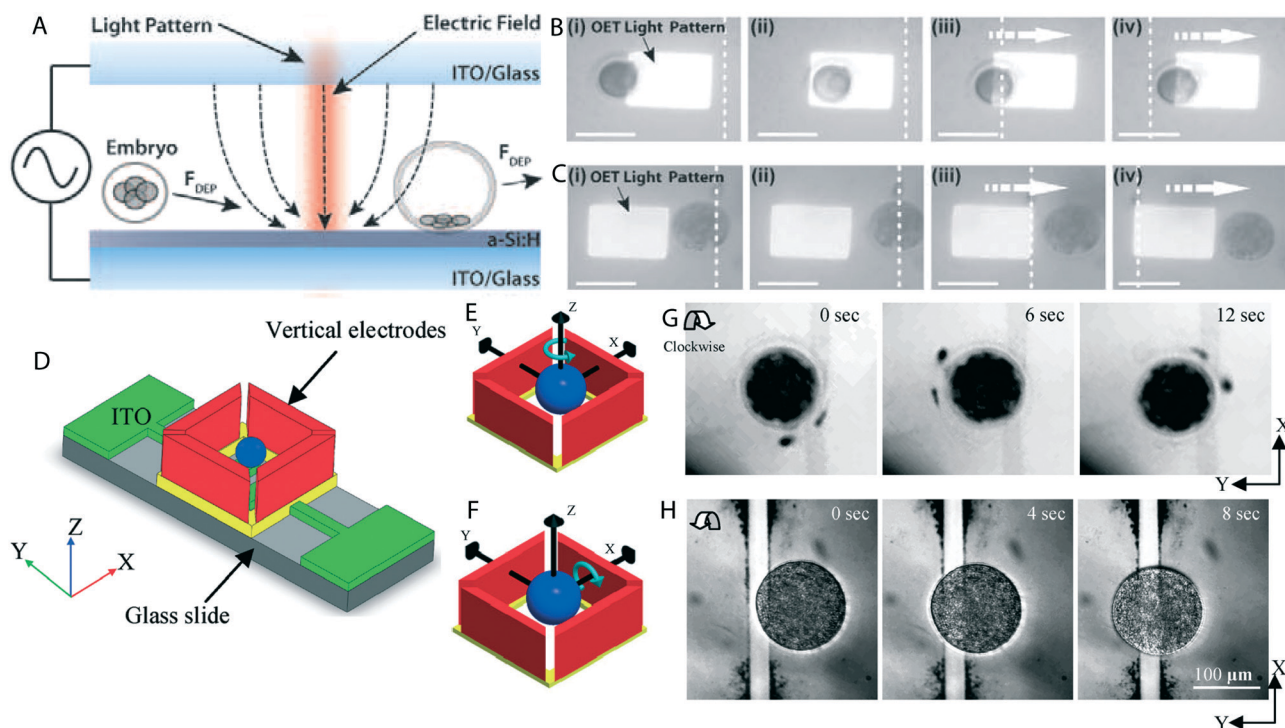 A
Light Pattern
Electric Field
ITO/Glass
Embryo
F_DEP
F_DEP
a-Si:H
ITO/Glass
B
(i) OET Light Pattern
(ii)
(iii)
(iv)
C
(i) OET Light Pattern
(ii)
(iii)
(iv)
D
Vertical electrodes
ITO
Z
Y
X
Glass slide
E
Z
Y
X
F
Z
Y
X
G
Clockwise
0 sec
6 sec
12 sec
X
Y
H
0 sec
4 sec
8 sec
100 µm
X
Y